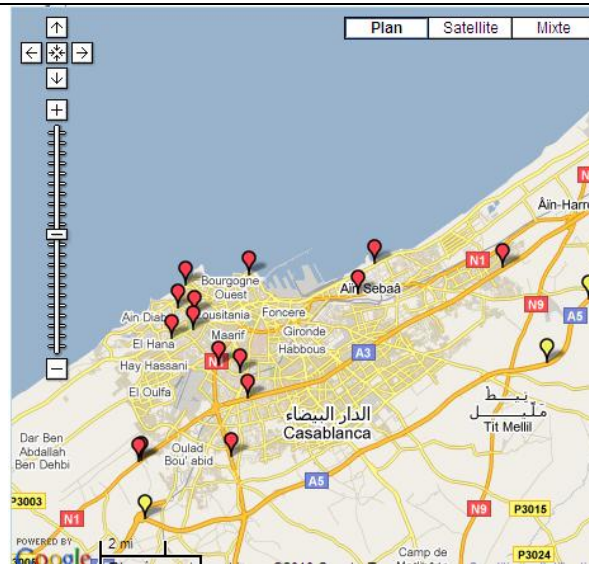 Plan
Satellite
Mixte
N1
Aïn-Harr
Bourgogne
Ouest
N1
Aïn Sebaâ
N9
Ain Diab
Lousitania
Foncere
A5
El Hana
Maarif
Gironde
Habbous
A3
Hay Hassani
El Oulfa
الدار البيضاء
Casablanca
تيط
مليل
Tit Mellil
Dar Ben
Abdallah
Ben Dehbi
Oulad
Bou' abid
A5
P3003
N1
N9
P3015
2 mi
POWERED BY
Google
Camp de
P3024